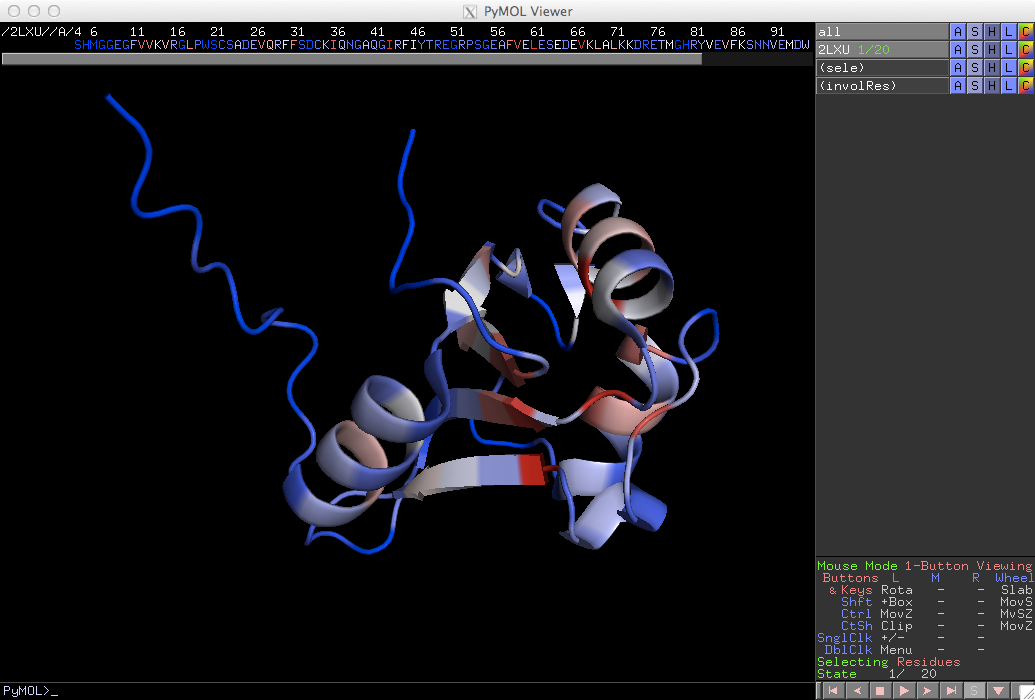 PyMOL Viewer
/2LXU//A/4 6 11 16 21 26 31 36 41 46 51 56 61 66 71 76 81 86 91
SHMGGEGFVVKVRGLPWSCSADEVQRFFSDCKIQNGAQGIRFIYTREGRPSGEAFVELESEDEVKLALKKDRETMGHRYVEVFKSNNVEMDW
all A S H L C
2LXU 1/20 A S H L C
(sele) A S H L C
(involRes) A S H L C
Mouse Mode 1-Button Viewing
Buttons L M R Wheel
& Keys Rota - - Slab
Shft +Box - - MovS
Ctrl MovZ - - MvSZ
CtSh Clip - - MovZ
SnglClk +/- - -
DblClk Menu - -
Selecting Residues
State 1/ 20
PyMOL>_ S